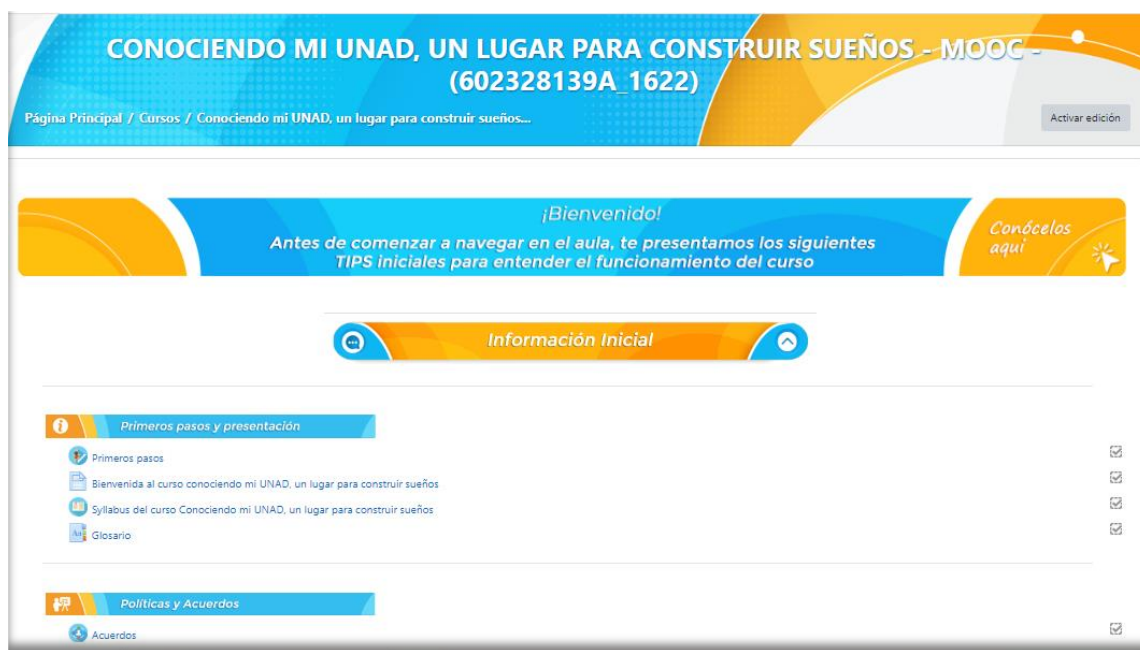 CONOCIENDO MI UNAD, UN LUGAR PARA CONSTRUIR SUEÑOS - MOOC -
(602328139A_1622)
Página Principal / Cursos / Conociendo mi UNAD, un lugar para construir sueños...
Activar edición
¡Bienvenido!
Antes de comenzar a navegar en el aula, te presentamos los siguientes
TIPS iniciales para entender el funcionamiento del curso
Conócelos
aquí
Información Inicial
Primeros pasos y presentación
Primeros pasos
Bienvenida al curso conociendo mi UNAD, un lugar para construir sueños
Syllabus del curso Conociendo mi UNAD, un lugar para construir sueños
Glosario
Políticas y Acuerdos
Acuerdos